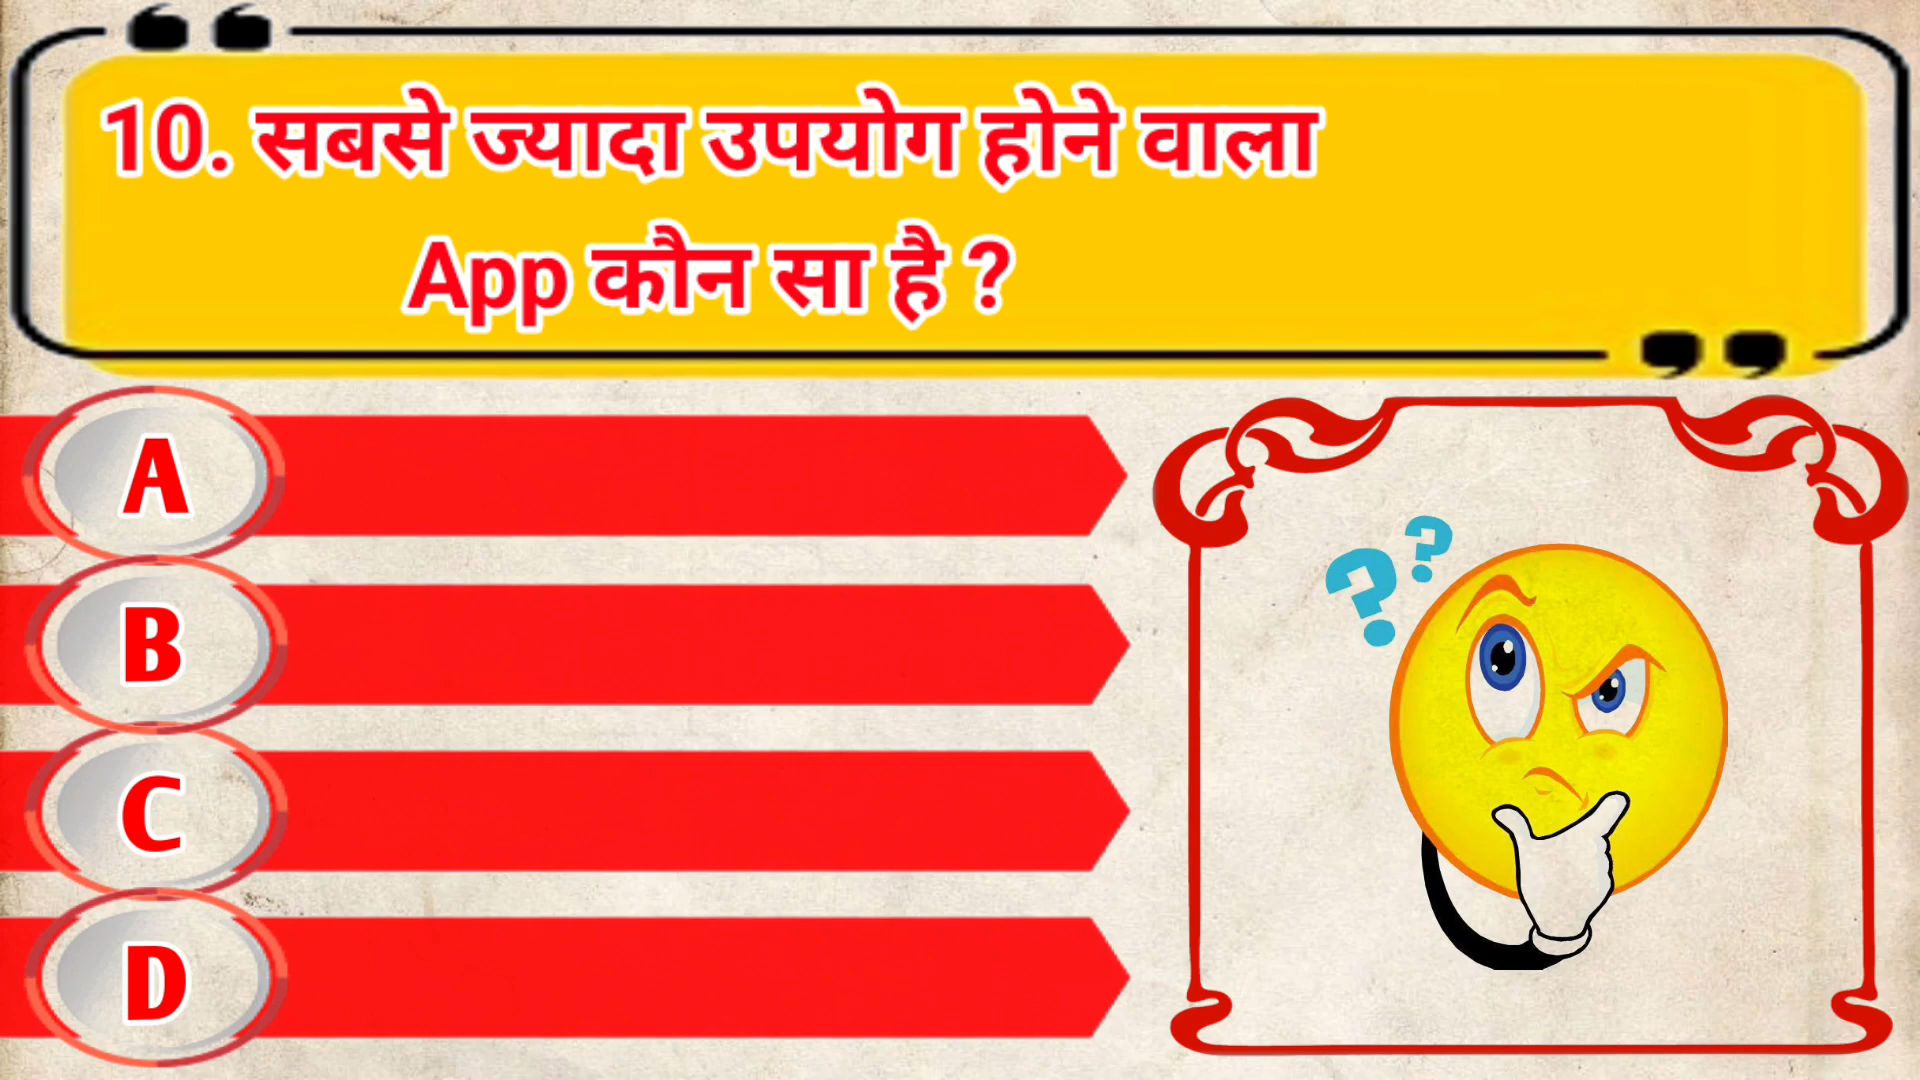 10. सबसे ज्यादा उपयोग होने वाला
App कौन सा है ?
A
B
C
D